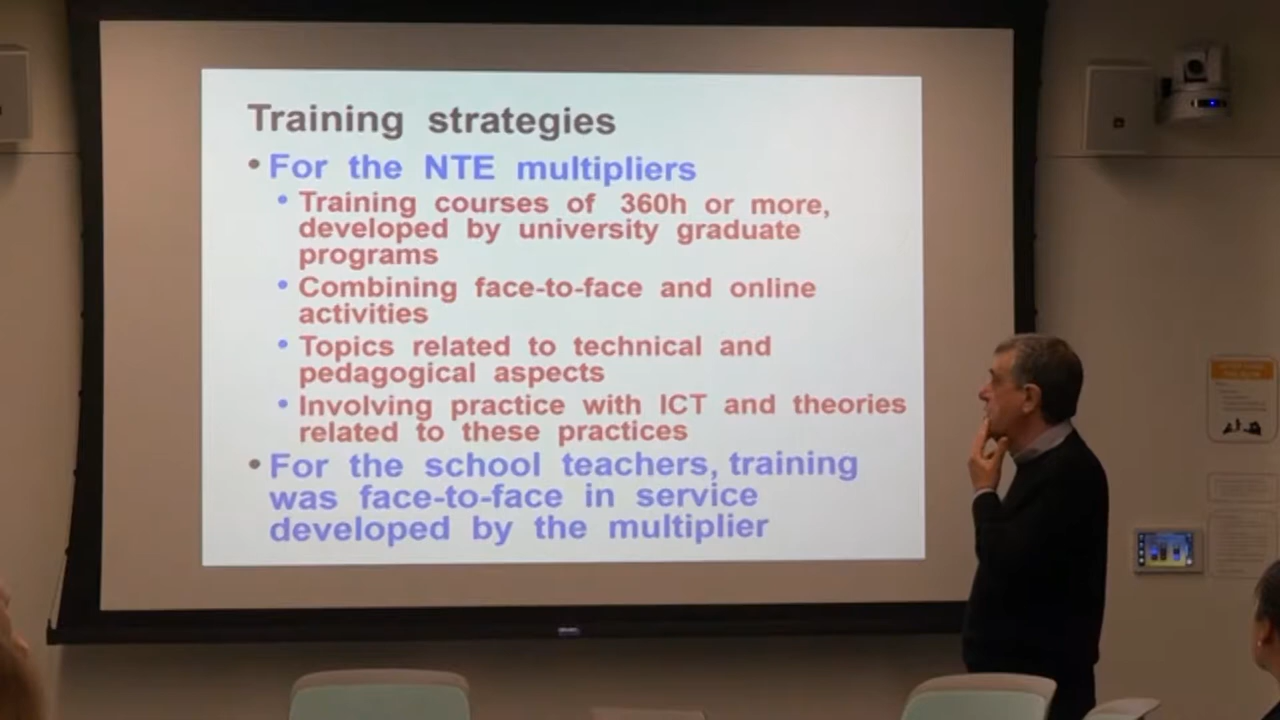 Training strategies
• For the NTE multipliers
• Training courses of 360h or more,
developed by university graduate
programs
• Combining face-to-face and online
activities
• Topics related to technical and
pedagogical aspects
• Involving practice with ICT and theories
related to these practices
• For the school teachers, training
was face-to-face in service
developed by the multiplier